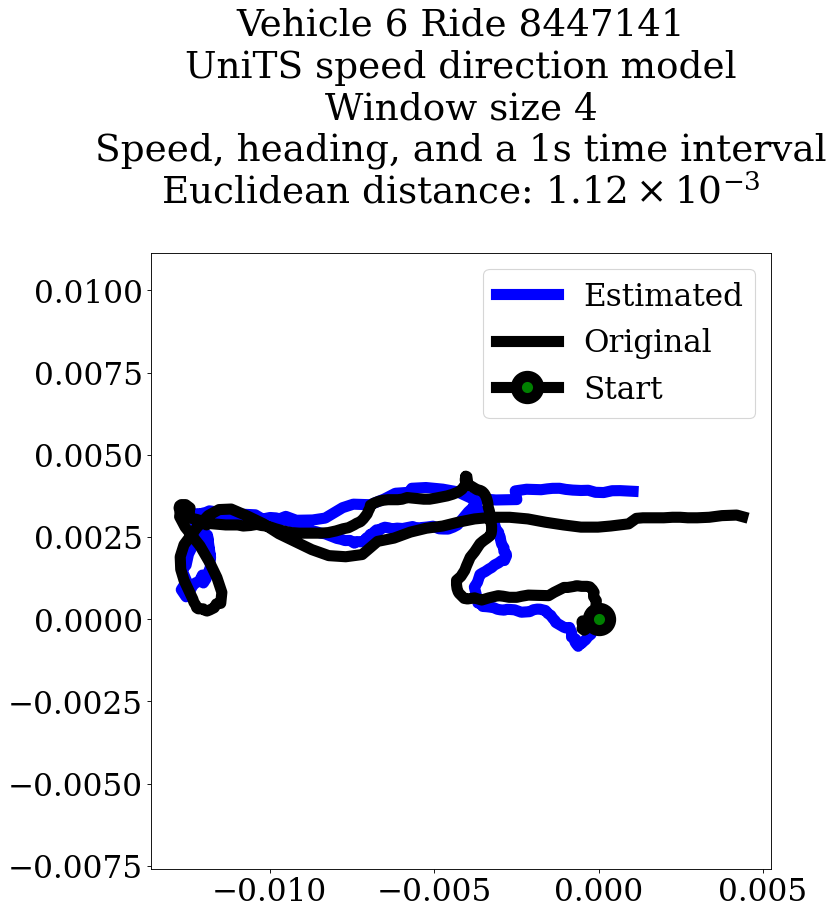 Vehicle 6 Ride 8447141
UniTS speed direction model
Window size 4
Speed, heading, and a 1s time interval
Euclidean distance: 1.12 × 10⁻³
Estimated
Original
Start
0.0100
0.0075
0.0050
0.0025
0.0000
−0.0025
−0.0050
−0.0075
−0.010
−0.005
0.000
0.005